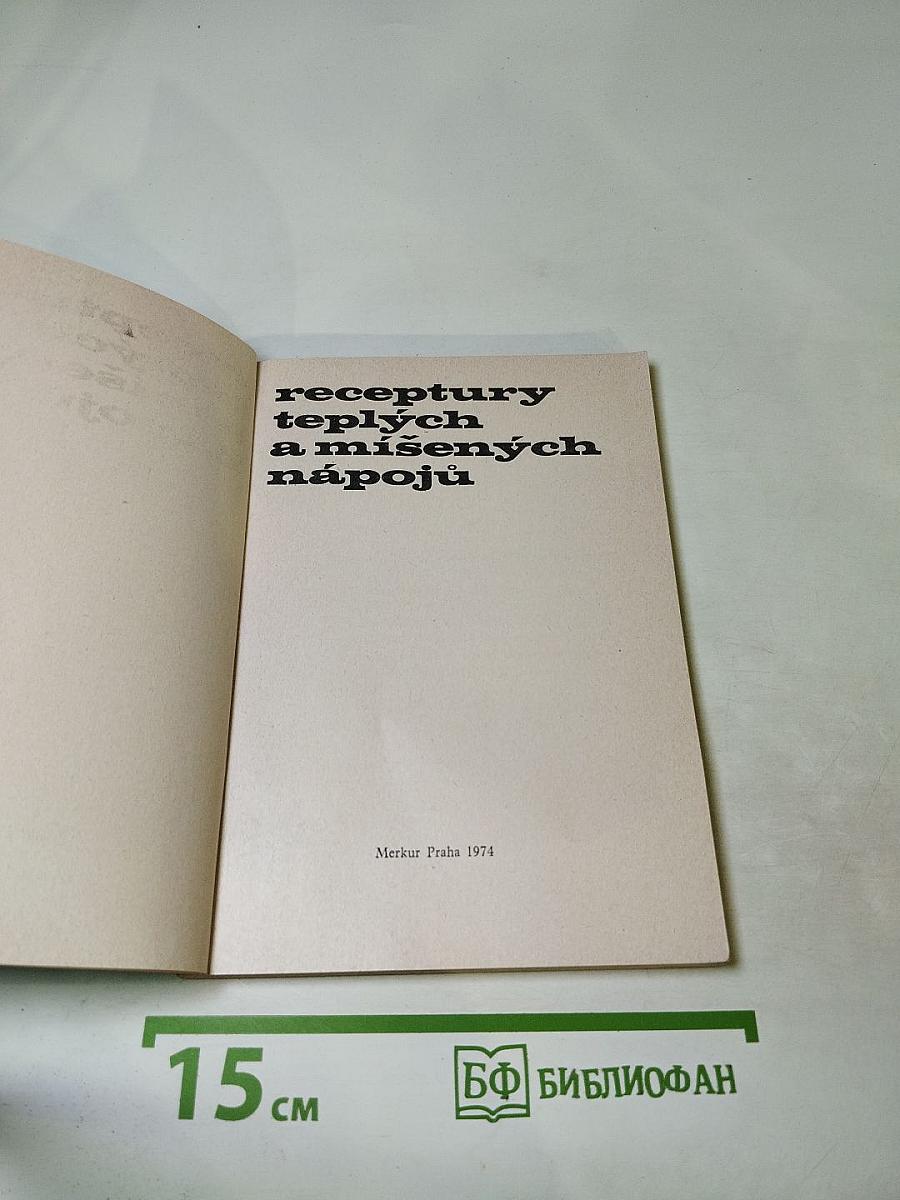 receptury
teplých
a míšených
nápojů
Merkur Praha 1974
15 см
БФ БИБЛИОФАН